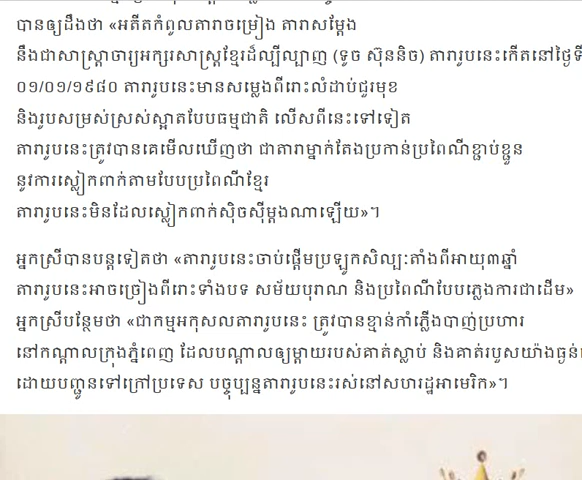 បានឲ្យដឹងថា «អតីតកំពូលតារាចម្រៀង តារាសម្ដែង
និងជាសាស្ត្រាចារ្យអក្សរសាស្ត្រខ្មែរដ៏ល្បីល្បាញ (ទូច ស៊ុននិច) តារារូបនេះកើតនៅថ្ងៃទី
០១/០១/១៩៨០ តារារូបនេះមានសម្លេងពីរោះលំដាប់ជួរមុខ
និងរូបសម្រស់ស្រស់ស្អាតបែបធម្មជាតិ លើសពីនេះទៅទៀត
តារារូបនេះត្រូវបានគេមើលឃើញថា ជាតារាម្នាក់តែងប្រកាន់ប្រពៃណីខ្ជាប់ខ្ជួន
នូវការស្លៀកពាក់តាមបែបប្រពៃណីខ្មែរ
តារារូបនេះមិនដែលស្លៀកពាក់ស៊ិចស៊ីម្ដងណាឡើយ»។
អ្នកស្រីបានបន្តទៀតថា «តារារូបនេះចាប់ផ្ដើមប្រឡូកសិល្បៈតាំងពីអាយុ៣ឆ្នាំ
តារារូបនេះអាចច្រៀងពីរោះទាំងបទ សម័យបុរាណ និងប្រពៃណីបែបភ្លេងការជាដើម»
អ្នកស្រីបន្ថែមថា «ជាកម្មអកុសលតារារូបនេះ ត្រូវបានខ្មាន់កាំភ្លើងបាញ់ប្រហារ
នៅកណ្ដាលក្រុងភ្នំពេញ ដែលបណ្ដាលឲ្យម្ដាយរបស់គាត់ស្លាប់ និងគាត់របួសយ៉ាងធ្ងន់
ដោយបញ្ជូនទៅក្រៅប្រទេស បច្ចុប្បន្នតារារូបនេះរស់នៅសហរដ្ឋអាមេរិក»។